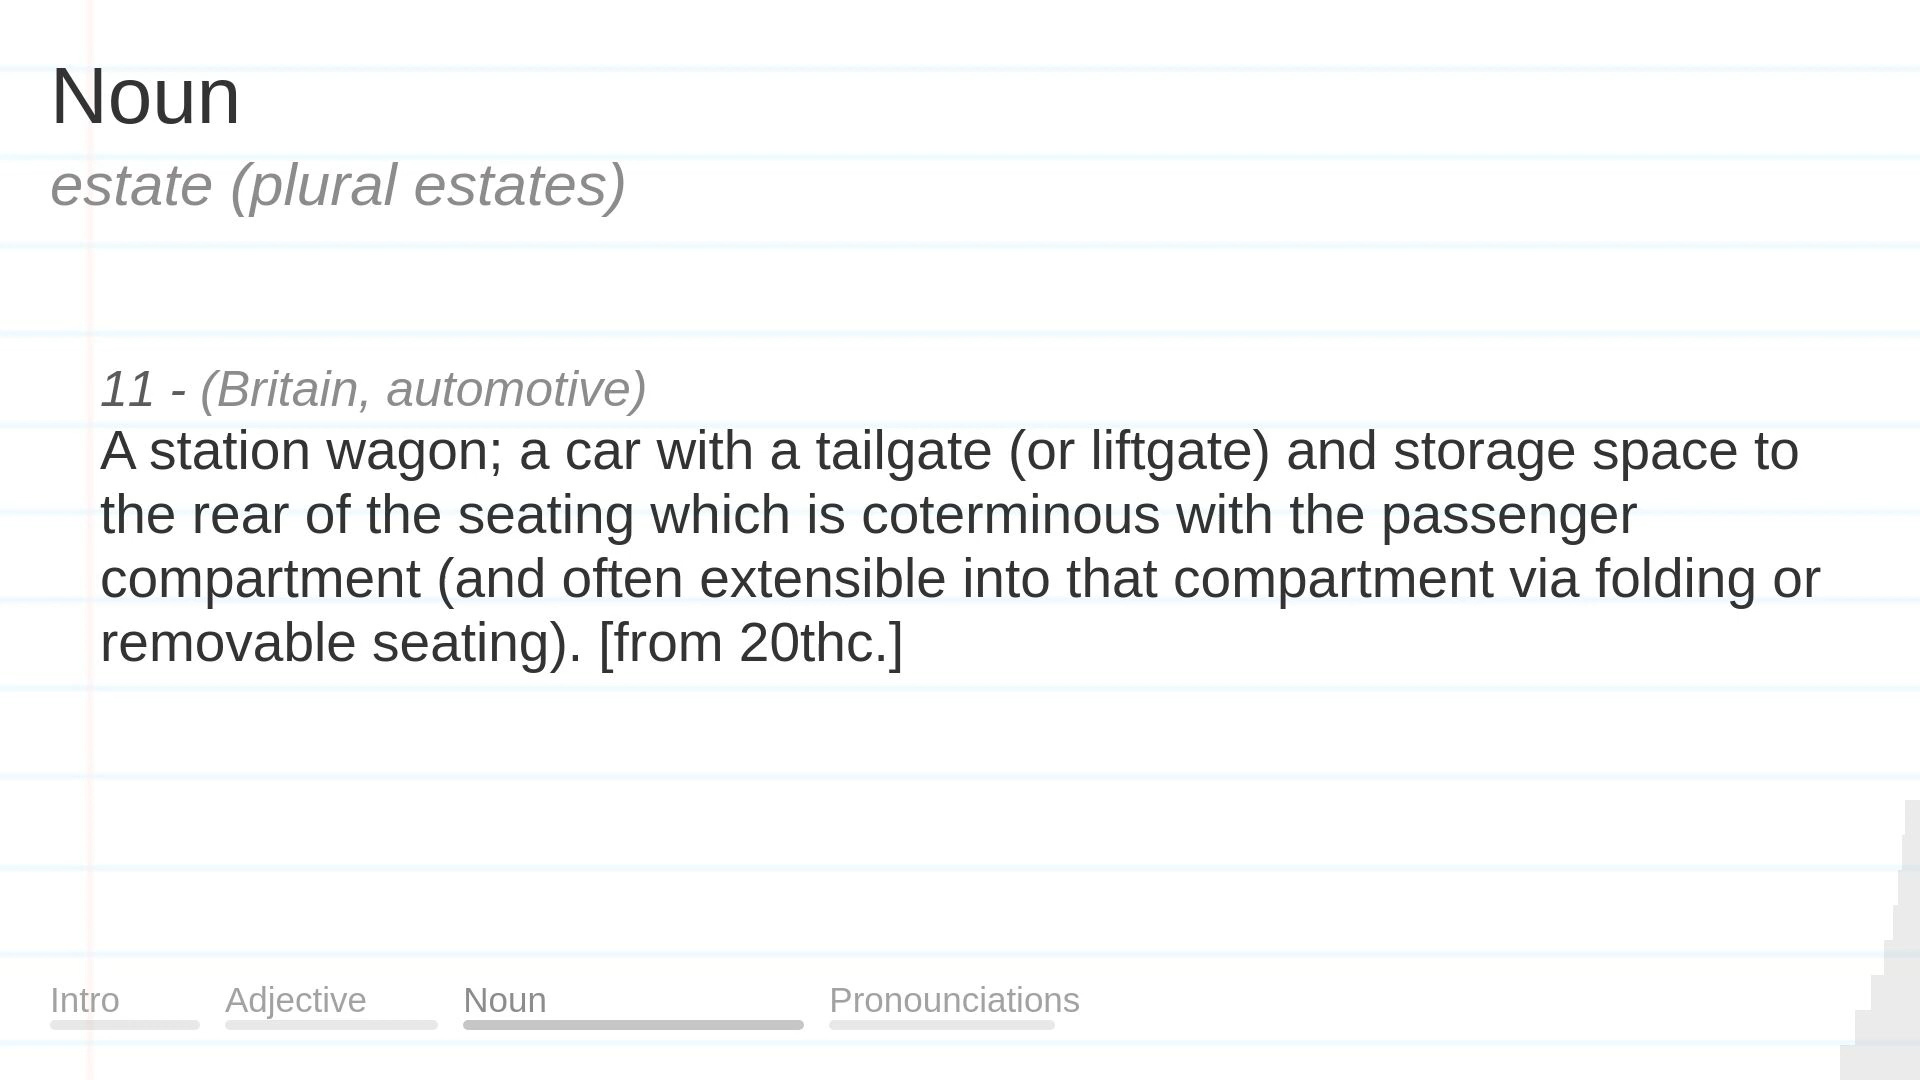 Noun
estate (plural estates)
11 - (Britain, automotive)
A station wagon; a car with a tailgate (or liftgate) and storage space to
the rear of the seating which is coterminous with the passenger
compartment (and often extensible into that compartment via folding or
removable seating). [from 20thc.]
Intro Adjective Noun Pronounciations